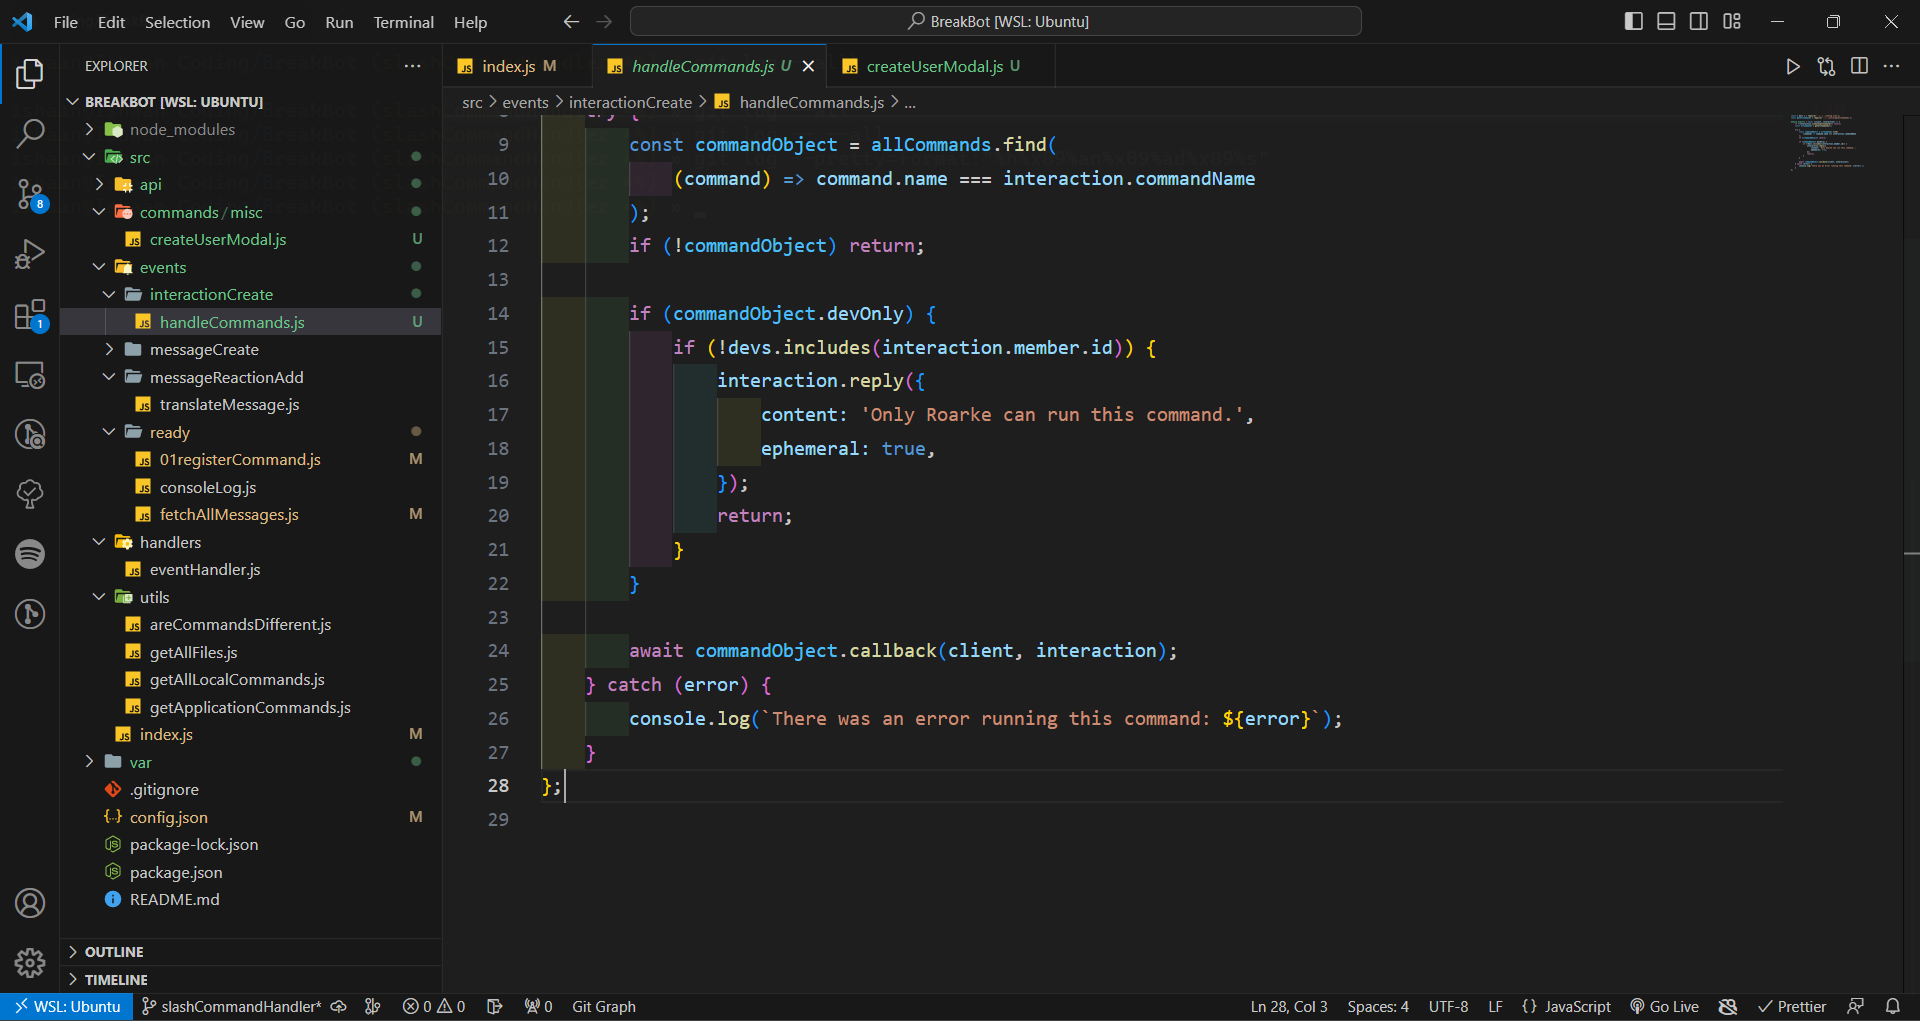 File Edit Selection View Go Run Terminal Help
BreakBot [WSL: Ubuntu]
EXPLORER
index.js M
handleCommands.js U
createUserModal.js U
src > events > interactionCreate > handleCommands.js > ...
BREAKBOT [WSL: UBUNTU]
node_modules
src
api
commands / misc
createUserModal.js U
events
interactionCreate
handleCommands.js U
messageCreate
messageReactionAdd
translateMessage.js
ready
01registerCommand.js M
consoleLog.js
fetchAllMessages.js M
handlers
eventHandler.js
utils
areCommandsDifferent.js
getAllFiles.js
getAllLocalCommands.js
getApplicationCommands.js
index.js M
var
.gitignore
config.json M
package-lock.json
package.json
README.md
OUTLINE
TIMELINE
8
1
9 const commandObject = allCommands.find(
10 (command) => command.name === interaction.commandName
11 );
12 if (!commandObject) return;
13
14 if (commandObject.devOnly) {
15 if (!devs.includes(interaction.member.id)) {
16 interaction.reply({
17 content: 'Only Roarke can run this command.',
18 ephemeral: true,
19 });
20 return;
21 }
22 }
23
24 await commandObject.callback(client, interaction);
25 } catch (error) {
26 console.log(`There was an error running this command: ${error}`);
27 }
28 };
29
WSL: Ubuntu slashCommandHandler* 0 0 0 Git Graph Ln 28, Col 3 Spaces: 4 UTF-8 LF {} JavaScript Go Live Prettier